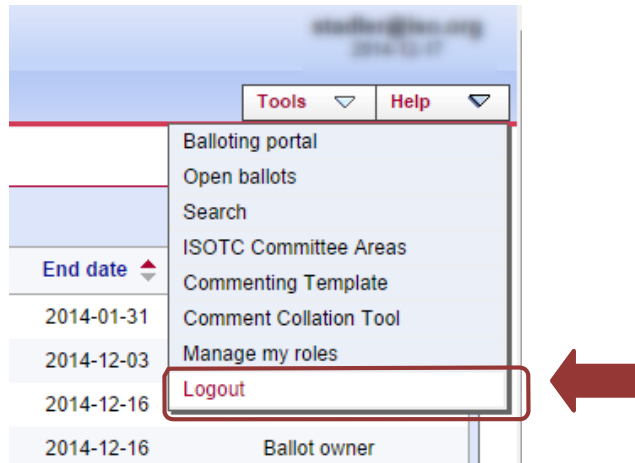 Tools Help
Balloting portal
Open ballots
Search
ISOTC Committee Areas
End date
Commenting Template
2014-01-31
Comment Collation Tool
2014-12-03
Manage my roles
Logout
2014-12-16
2014-12-16 Ballot owner